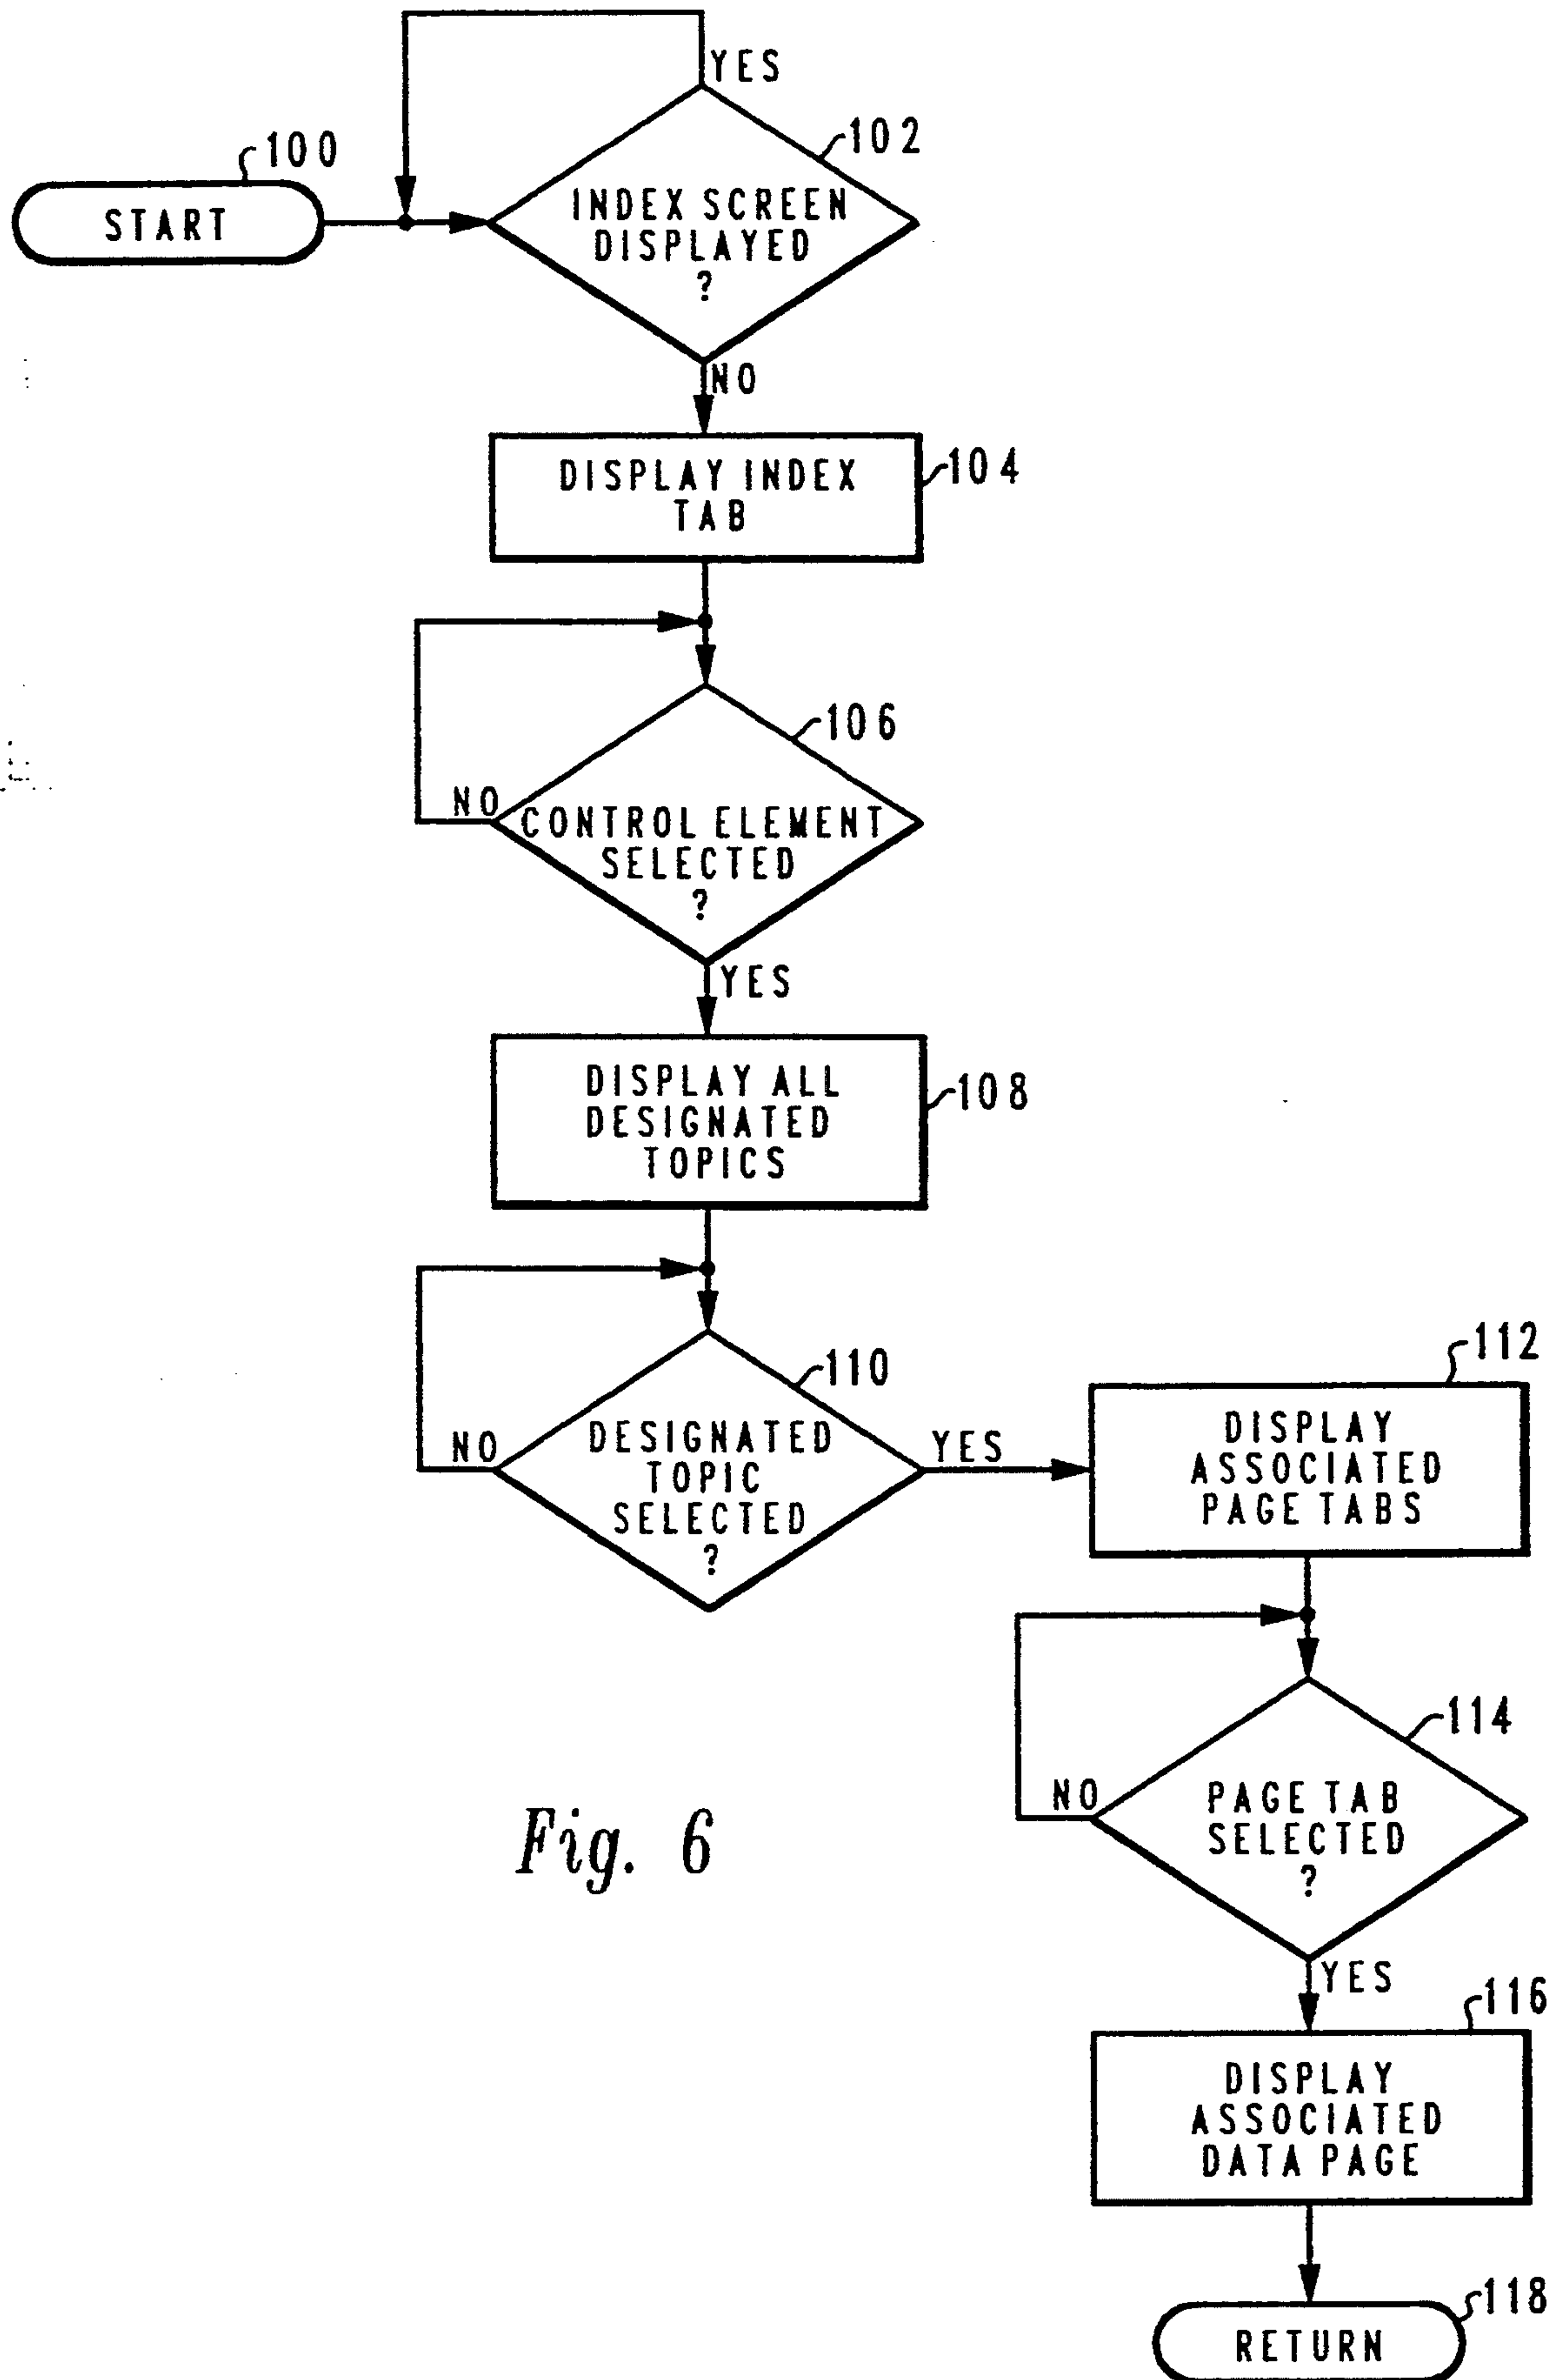 YES
100
102
START
INDEX SCREEN
DISPLAYED
?
NO
DISPLAY INDEX
TAB
104
106
NO
CONTROL ELEMENT
SELECTED
?
YES
DISPLAY ALL
DESIGNATED
TOPICS
108
110
NO
DESIGNATED
TOPIC
SELECTED
?
YES
112
DISPLAY
ASSOCIATED
PAGE TABS
114
NO
PAGE TAB
SELECTED
?
Fig. 6
YES
116
DISPLAY
ASSOCIATED
DATA PAGE
118
RETURN